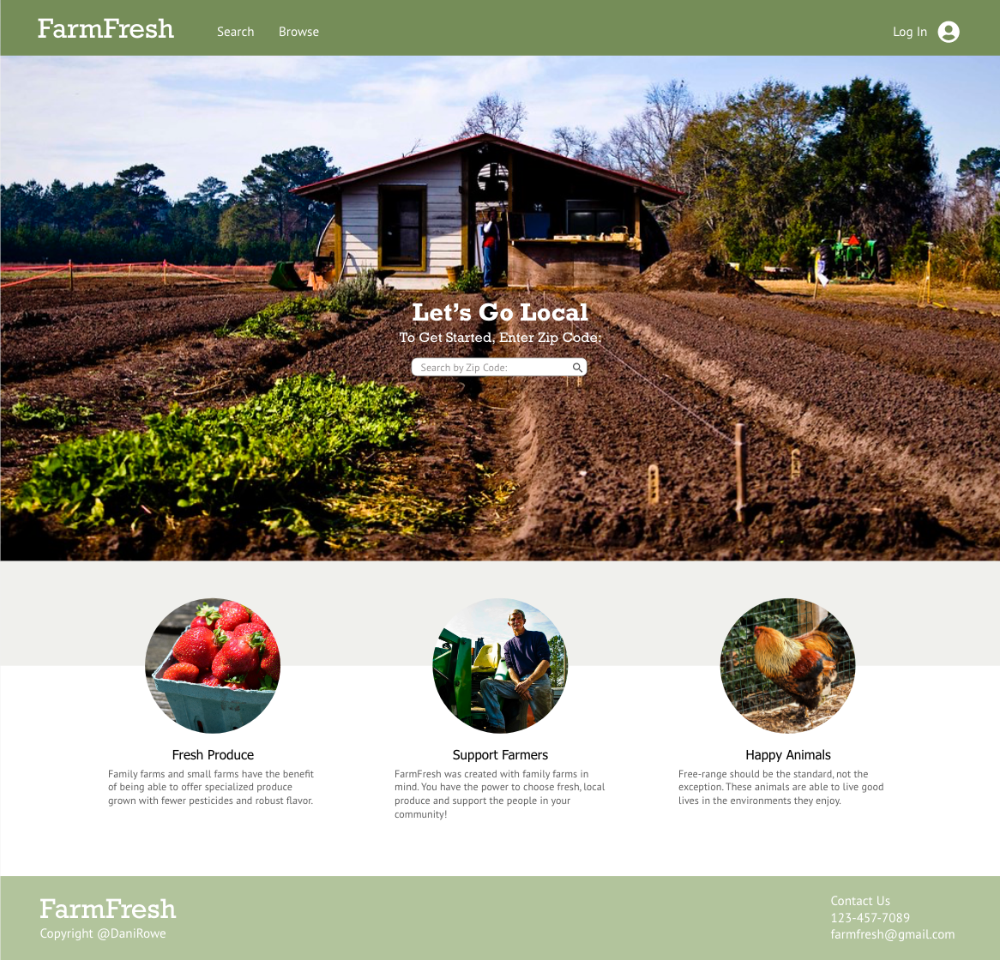 FarmFresh
Search
Browse
Log In
Let's Go Local
To Get Started, Enter Zip Code:
Search by Zip Code:
Fresh Produce
Family farms and small farms have the benefit
of being able to offer specialized produce
grown with fewer pesticides and robust flavor.
Support Farmers
FarmFresh was created with family farms in
mind. You have the power to choose fresh, local
produce and support the people in your
community!
Happy Animals
Free-range should be the standard, not the
exception. These animals are able to live good
lives in the environments they enjoy.
FarmFresh
Copyright @DaniRowe
Contact Us
123-457-7089
farmfresh@gmail.com